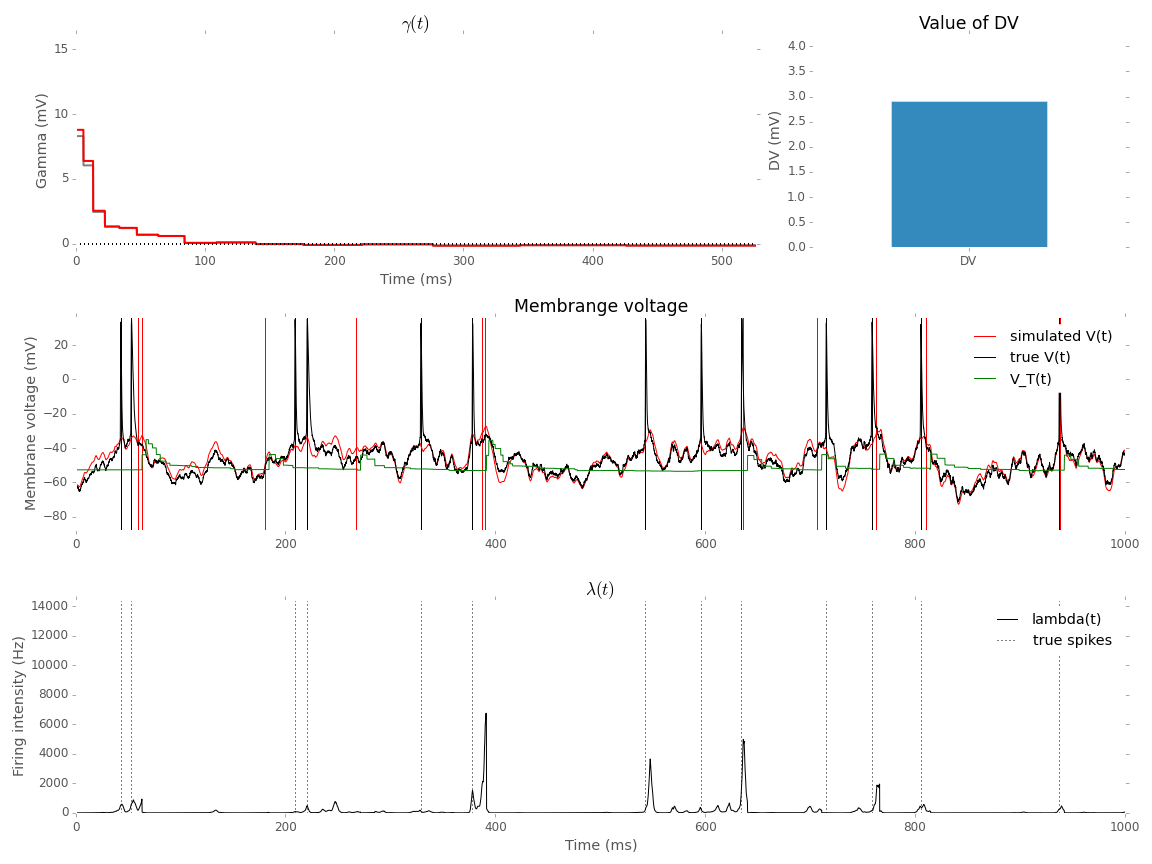 γ(t)
Value of DV
15
10
5
0
Gamma (mV)
0 100 200 300 400 500
Time (ms)
4.0
3.5
3.0
2.5
2.0
1.5
1.0
0.5
0.0
DV (mV)
DV
Membrange voltage
20
0
−20
−40
−60
−80
Membrane voltage (mV)
simulated V(t)
true V(t)
V_T(t)
0 200 400 600 800 1000
λ(t)
14000
12000
10000
8000
6000
4000
2000
0
Firing intensity (Hz)
lambda(t)
true spikes
0 200 400 600 800 1000
Time (ms)